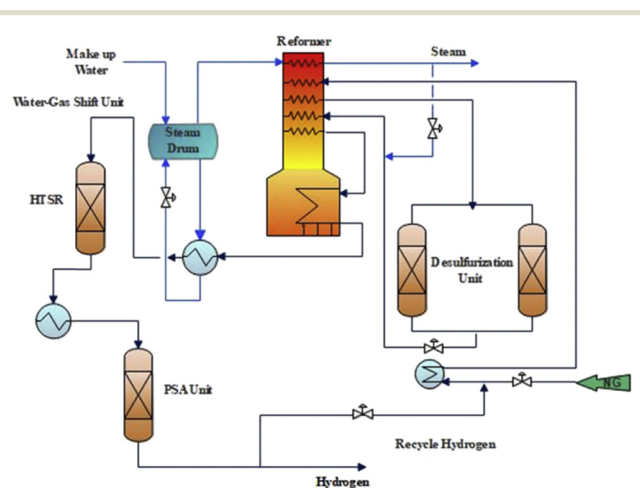 Reformer
Make up
Water
Steam
Water-Gas Shift Unit
Steam
Drum
HTSR
Desulfurization
Unit
PSA Unit
NG
Recycle Hydrogen
Hydrogen